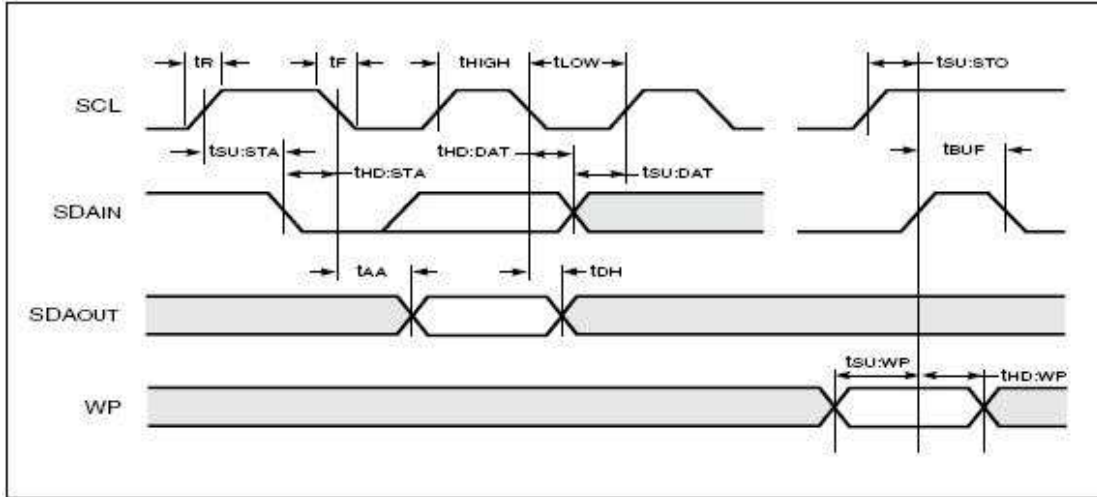 tR tF tHIGH tLOW tSU:STO
SCL
tSU:STA tHD:DAT tBUF
tHD:STA tSU:DAT
SDAIN
tAA tDH
SDAOUT
tSU:WP tHD:WP
WP